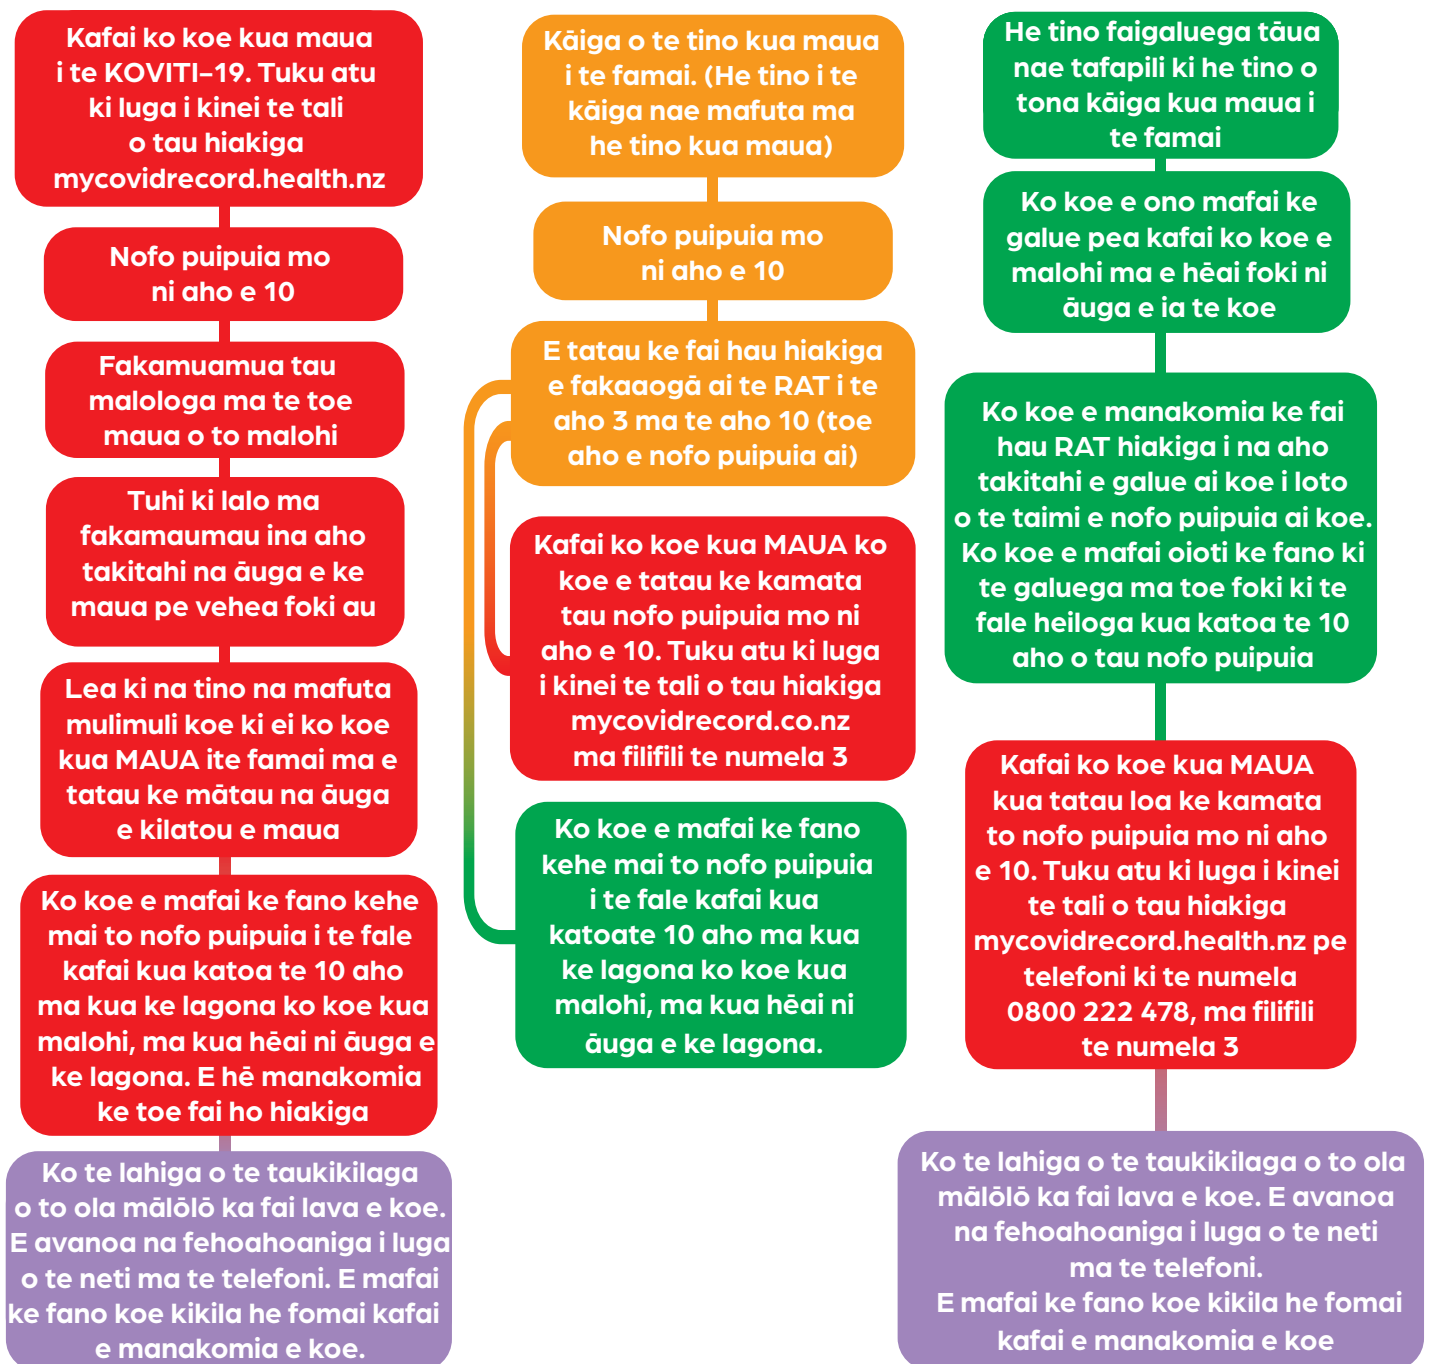 Kafai ko koe kua maua
i te KOVITI-19. Tuku atu
ki luga i kinei te tali
o tau hiakiga
mycovidrecord.health.nz
Nofo puipuia mo
ni aho e 10
Fakamuamua tau
malologa ma te toe
maua o to malohi
Tuhi ki lalo ma
fakamaumau ina aho
takitahi na āuga e ke
maua pe vehea foki au
Lea ki na tino na mafuta
mulimuli koe ki ei ko koe
kua MAUA ite famai ma e
tatau ke mātau na āuga
e kilatou e maua
Ko koe e mafai ke fano kehe
mai to nofo puipuia i te fale
kafai kua katoa te 10 aho
ma kua ke lagona ko koe kua
malohi, ma kua hēai ni āuga e
ke lagona. E hē manakomia
ke toe fai ho hiakiga
Ko te lahiga o te taukikilaga
o to ola mālōlō ka fai lava e koe.
E avanoa na fehoahoaniga i luga
o te neti ma te telefoni. E mafai
ke fano koe kikila he fomai kafai
e manakomia e koe.
Kāiga o te tino kua maua
i te famai. (He tino i te
kāiga nae mafuta ma
he tino kua maua)
Nofo puipuia mo
ni aho e 10
E tatau ke fai hau hiakiga
e fakaaogā ai te RAT i te
aho 3 ma te aho 10 (toe
aho e nofo puipuia ai)
Kafai ko koe kua MAUA ko
koe e tatau ke kamata
tau nofo puipuia mo ni
aho e 10. Tuku atu ki luga
i kinei te tali o tau hiakiga
mycovidrecord.co.nz
ma filifili te numela 3
Ko koe e mafai ke fano
kehe mai to nofo puipuia
i te fale kafai kua
katoate 10 aho ma kua
ke lagona ko koe kua
malohi, ma kua hēai ni
āuga e ke lagona.
He tino faigaluega tāua
nae tafapili ki he tino o
tona kāiga kua maua i
te famai
Ko koe e ono mafai ke
galue pea kafai ko koe e
malohi ma e hēai foki ni
āuga e ia te koe
Ko koe e manakomia ke fai
hau RAT hiakiga i na aho
takitahi e galue ai koe i loto
o te taimi e nofo puipuia ai koe.
Ko koe e mafai oioti ke fano ki
te galuega ma toe foki ki te
fale heiloga kua katoa te 10
aho o tau nofo puipuia
Kafai ko koe kua MAUA
kua tatau loa ke kamata
to nofo puipuia mo ni aho
e 10. Tuku atu ki luga i kinei
te tali o tau hiakiga
mycovidrecord.health.nz pe
telefoni ki te numela
0800 222 478, ma filifili
te numela 3
Ko te lahiga o te taukikilaga o to ola
mālōlō ka fai lava e koe. E avanoa
na fehoahoaniga i luga o te neti
ma te telefoni.
E mafai ke fano koe kikila he fomai
kafai e manakomia e koe